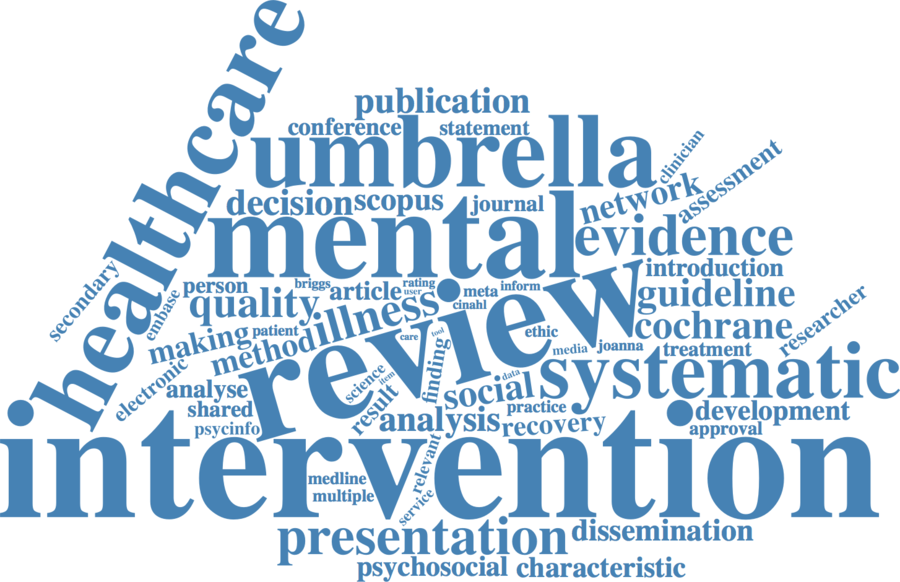 healthcare
publication
conference
statement
umbrella
clinician
assessment
decision
scopus
journal
network
mental
evidence
introduction
secondary
embase
person
briggs
article
rating
user
meta
inform
cinahl
quality
guideline
making
patient
method
illness
review
care
tool
ethic
media
joanna
cochrane
treatment
researcher
electronic
analyse
science
item
finding
data
social
systematic
shared
psycinfo
result
analysis
practice
recovery
development
approval
intervention
relevant
medline
multiple
service
presentation
dissemination
psychosocial
characteristic